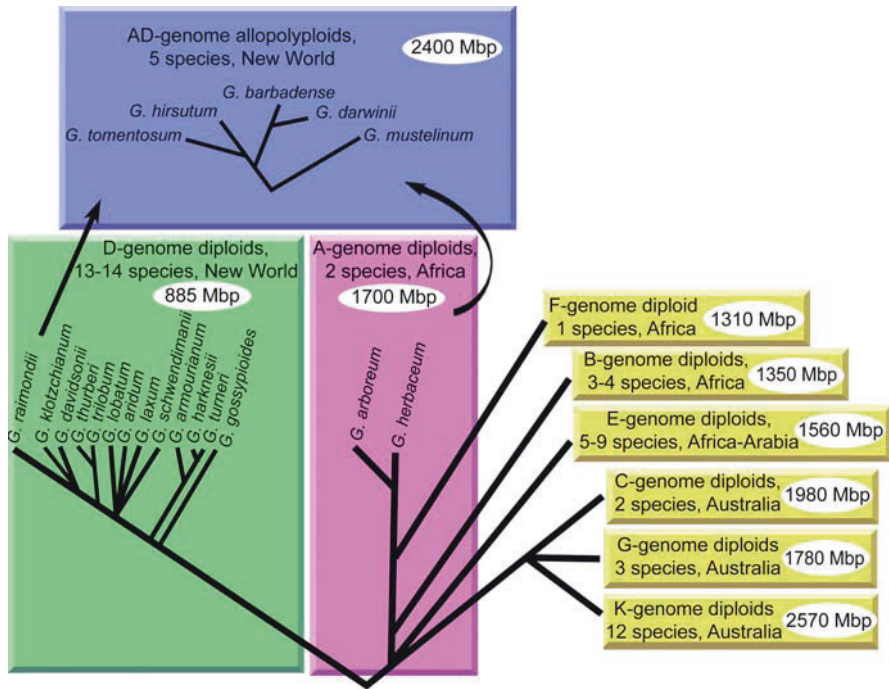 AD-genome allopolyploids,
5 species, New World
2400 Mbp
G. barbadense
G. hirsutum
G. darwinii
G. tomentosum
G. mustelinum
D-genome diploids,
13-14 species, New World
885 Mbp
G. raimondii
G. klotzchianum
G. davidsonii
G. thurberi
G. trilobum
G. lobatum
G. aridum
G. laxum
G. schwendimanii
G. armourianum
G. harknesii
G. turneri
G. gossypioides
A-genome diploids,
2 species, Africa
1700 Mbp
G. arboreum
G. herbaceum
F-genome diploid
1 species, Africa
1310 Mbp
B-genome diploids,
3-4 species, Africa
1350 Mbp
E-genome diploids,
5-9 species, Africa-Arabia
1560 Mbp
C-genome diploids,
2 species, Australia
1980 Mbp
G-genome diploids
3 species, Australia
1780 Mbp
K-genome diploids
12 species, Australia
2570 Mbp